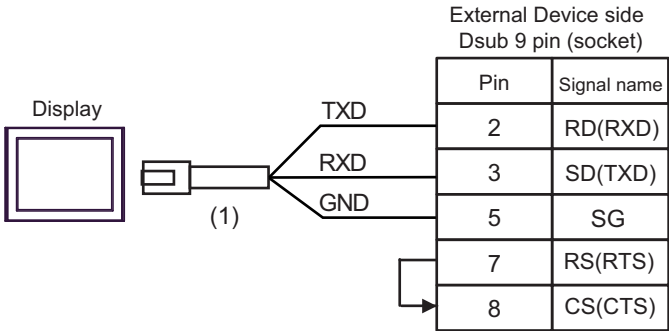 External Device side
Dsub 9 pin (socket)
Pin Signal name
Display
TXD
2 RD(RXD)
RXD
3 SD(TXD)
(1)
GND
5 SG
7 RS(RTS)
8 CS(CTS)